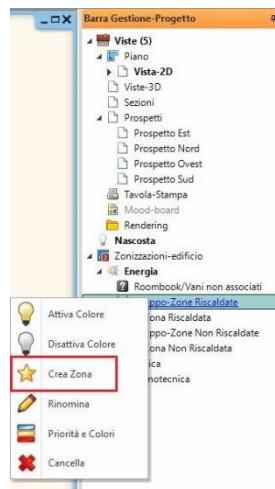 Barra Gestione-Progetto
Viste (5)
Piano
Vista-2D
Viste-3D
Sezioni
Prospetti
Prospetto Est
Prospetto Nord
Prospetto Ovest
Prospetto Sud
Tavola-Stampa
Mood-board
Rendering
Nascosta
Zonizzazioni-edificio
Energia
Roombook/Vani non associati
ppo-Zone Riscaldate
ona Riscaldata
ppo-Zone Non Riscaldate
ona Non Riscaldata
ica
notecnica
Attiva Colore
Disattiva Colore
Crea Zona
Rinomina
Priorità e Colori
Cancella